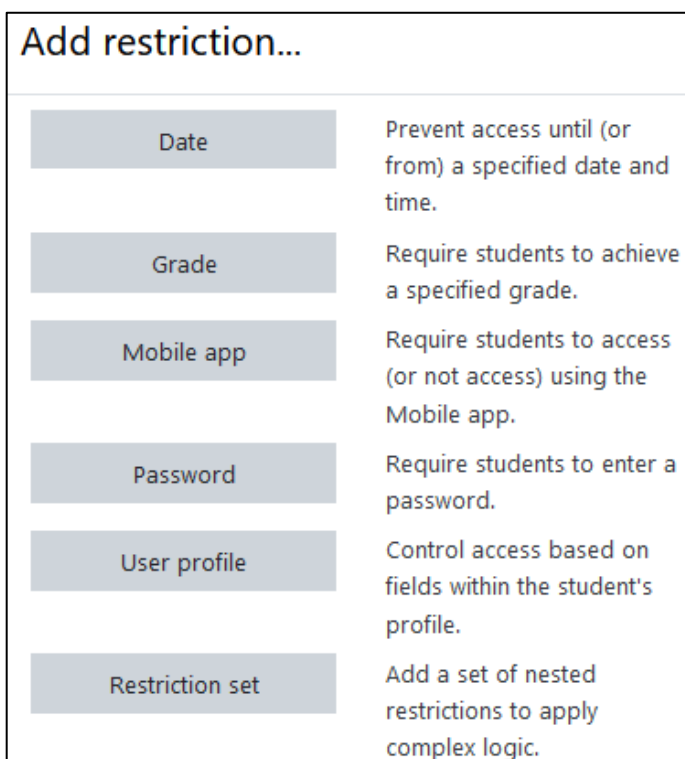 Add restriction...
Date
Prevent access until (or
from) a specified date and
time.
Grade
Require students to achieve
a specified grade.
Mobile app
Require students to access
(or not access) using the
Mobile app.
Password
Require students to enter a
password.
User profile
Control access based on
fields within the student's
profile.
Restriction set
Add a set of nested
restrictions to apply
complex logic.